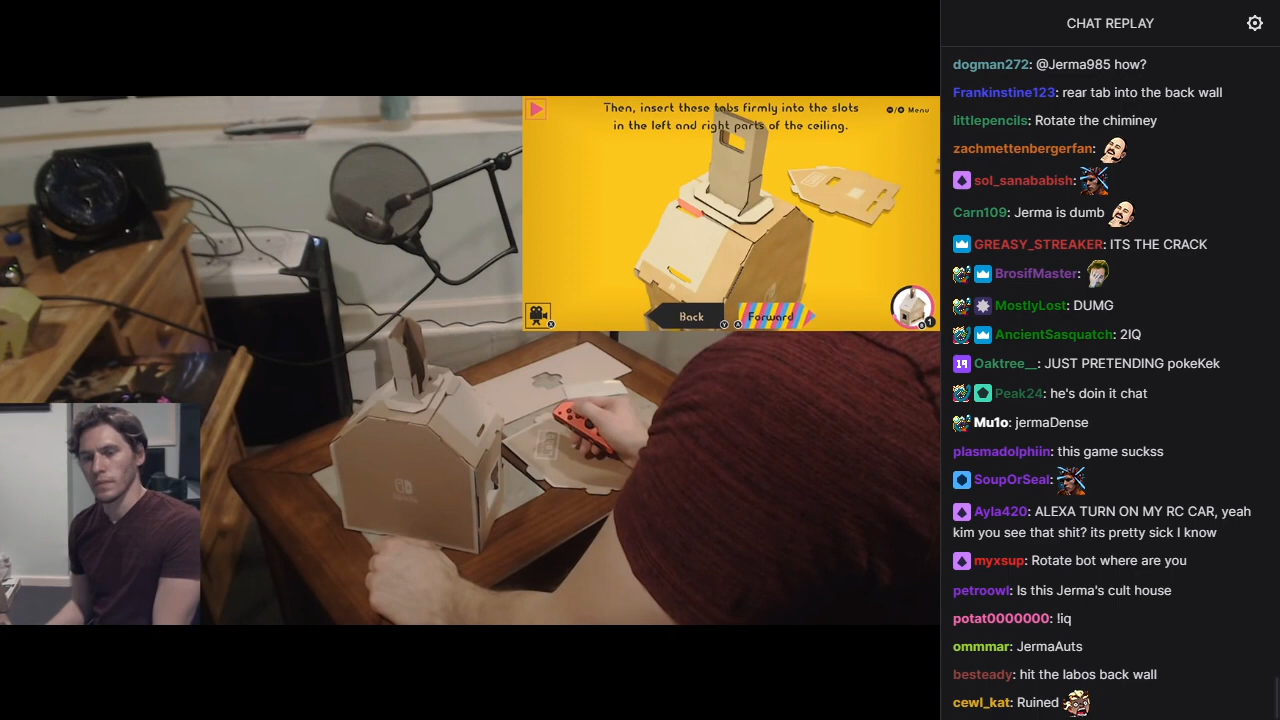 Then, insert these tabs firmly into the slots
in the left and right parts of the ceiling.
-/+ Menu
Back
Forward
X
Y
A
B
1
CHAT REPLAY
dogman272: @Jerma985 how?
Frankinstine123: rear tab into the back wall
littlepencils: Rotate the chiminey
zachmettenbergerfan:
sol_sanababish:
Carn109: Jerma is dumb
GREASY_STREAKER: ITS THE CRACK
BrosifMaster:
MostlyLost: DUMG
AncientSasquatch: 2IQ
19 Oaktree__: JUST PRETENDING pokeKek
Peak24: he's doin it chat
Mu1o: jermaDense
plasmadolphiin: this game suckss
SoupOrSeal:
Ayla420: ALEXA TURN ON MY RC CAR, yeah
kim you see that shit? its pretty sick I know
myxsup: Rotate bot where are you
petroowl: Is this Jerma's cult house
potat0000000: !iq
ommmar: JermaAuts
besteady: hit the labos back wall
cewl_kat: Ruined